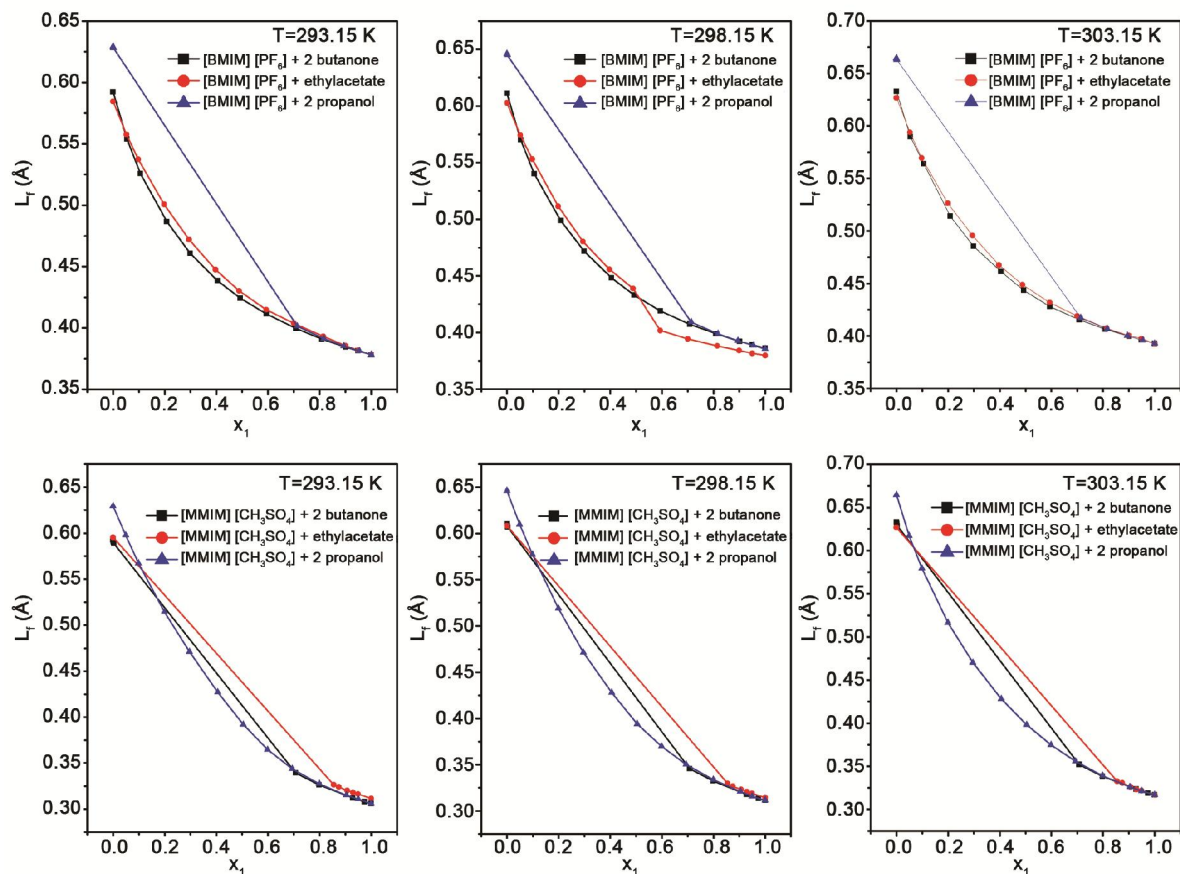 T=293.15 K
[BMIM] [PF6] + 2 butanone
[BMIM] [PF6] + ethylacetate
[BMIM] [PF6] + 2 propanol
Lf (Å)
0.65
0.60
0.55
0.50
0.45
0.40
0.35
0.0 0.2 0.4 0.6 0.8 1.0
x1
T=298.15 K
[BMIM] [PF6] + 2 butanone
[BMIM] [PF6] + ethylacetate
[BMIM] [PF6] + 2 propanol
Lf (Å)
0.65
0.60
0.55
0.50
0.45
0.40
0.35
0.0 0.2 0.4 0.6 0.8 1.0
x1
T=303.15 K
[BMIM] [PF6] + 2 butanone
[BMIM] [PF6] + ethylacetate
[BMIM] [PF6] + 2 propanol
Lf (Å)
0.70
0.65
0.60
0.55
0.50
0.45
0.40
0.35
0.0 0.2 0.4 0.6 0.8 1.0
x1
T=293.15 K
[MMIM] [CH3SO4] + 2 butanone
[MMIM] [CH3SO4] + ethylacetate
[MMIM] [CH3SO4] + 2 propanol
Lf (Å)
0.65
0.60
0.55
0.50
0.45
0.40
0.35
0.30
0.0 0.2 0.4 0.6 0.8 1.0
x1
T=298.15 K
[MMIM] [CH3SO4] + 2 butanone
[MMIM] [CH3SO4] + ethylacetate
[MMIM] [CH3SO4] + 2 propanol
Lf (Å)
0.65
0.60
0.55
0.50
0.45
0.40
0.35
0.30
0.0 0.2 0.4 0.6 0.8 1.0
x1
T=303.15 K
[MMIM] [CH3SO4] + 2 butanone
[MMIM] [CH3SO4] + ethylacetate
[MMIM] [CH3SO4] + 2 propanol
Lf (Å)
0.70
0.65
0.60
0.55
0.50
0.45
0.40
0.35
0.30
0.0 0.2 0.4 0.6 0.8 1.0
x1